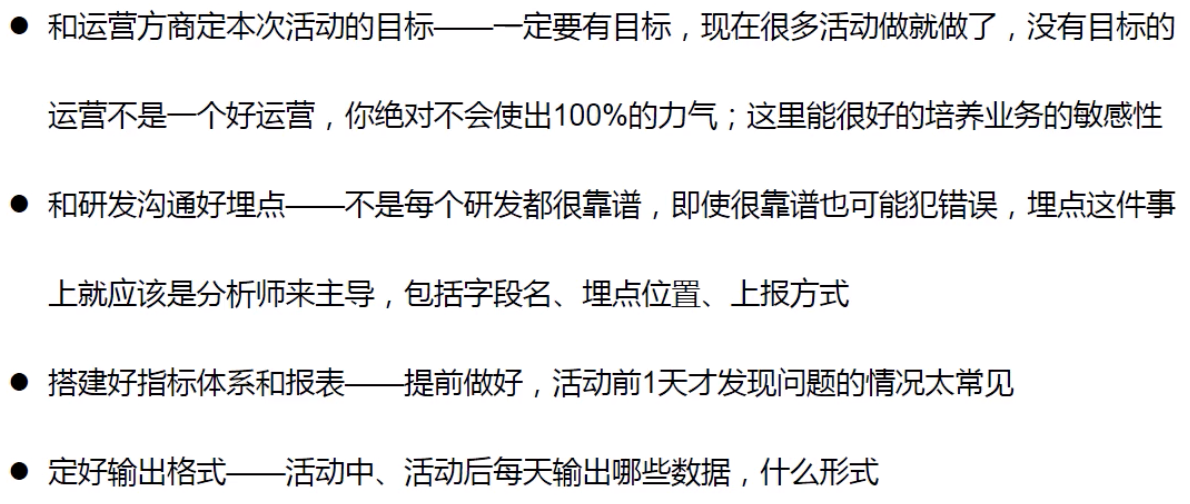 ● 和运营方商定本次活动的目标——一定要有目标，现在很多活动做就做了，没有目标的
运营不是一个好运营，你绝对不会使出100%的力气；这里能很好的培养业务的敏感性
● 和研发沟通好埋点——不是每个研发都很靠谱，即使很靠谱也可能犯错误，埋点这件事
上就应该是分析师来主导，包括字段名、埋点位置、上报方式
● 搭建好指标体系和报表——提前做好，活动前1天才发现问题的情况太常见
● 定好输出格式——活动中、活动后每天输出哪些数据，什么形式